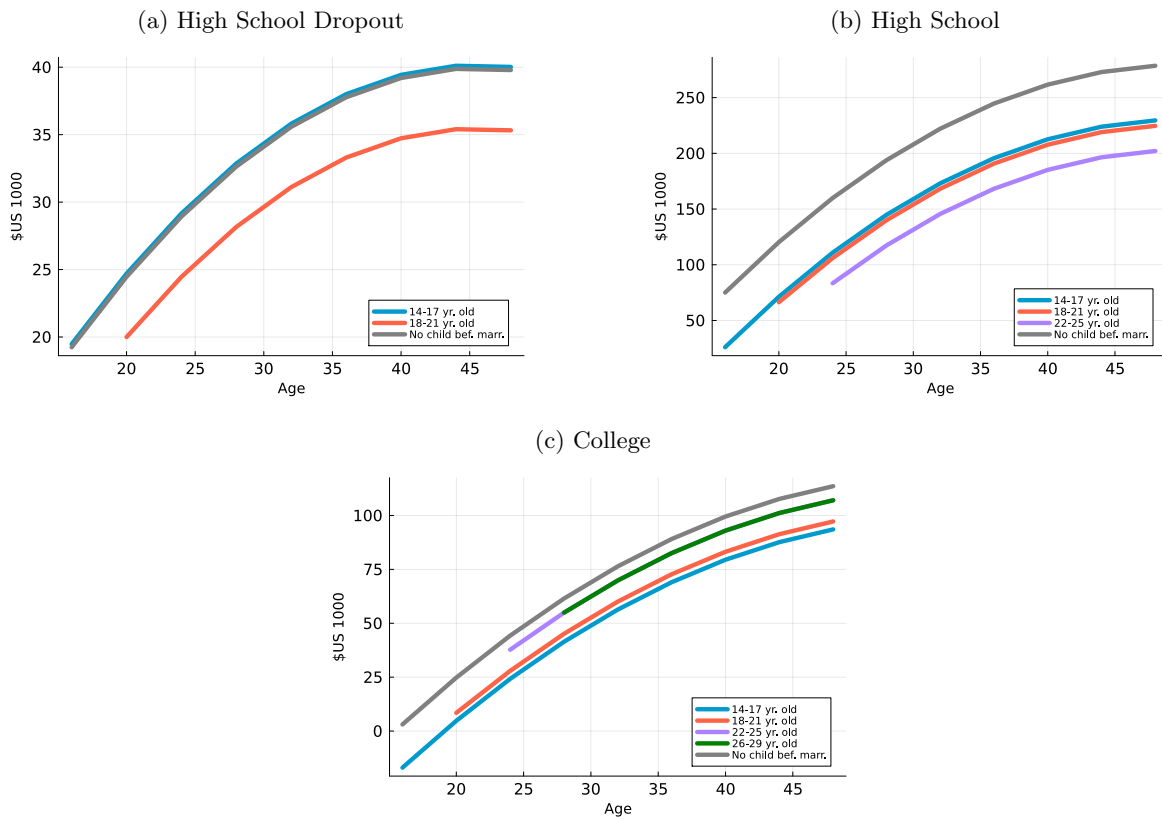 (a) High School Dropout
40
35
30
25
20
$US 1000
20 25 30 35 40 45
Age
14-17 yr. old
18-21 yr. old
No child bef. marr.
(b) High School
250
200
150
100
50
$US 1000
20 25 30 35 40 45
Age
14-17 yr. old
18-21 yr. old
22-25 yr. old
No child bef. marr.
(c) College
100
75
50
25
0
$US 1000
20 25 30 35 40 45
Age
14-17 yr. old
18-21 yr. old
22-25 yr. old
26-29 yr. old
No child bef. marr.